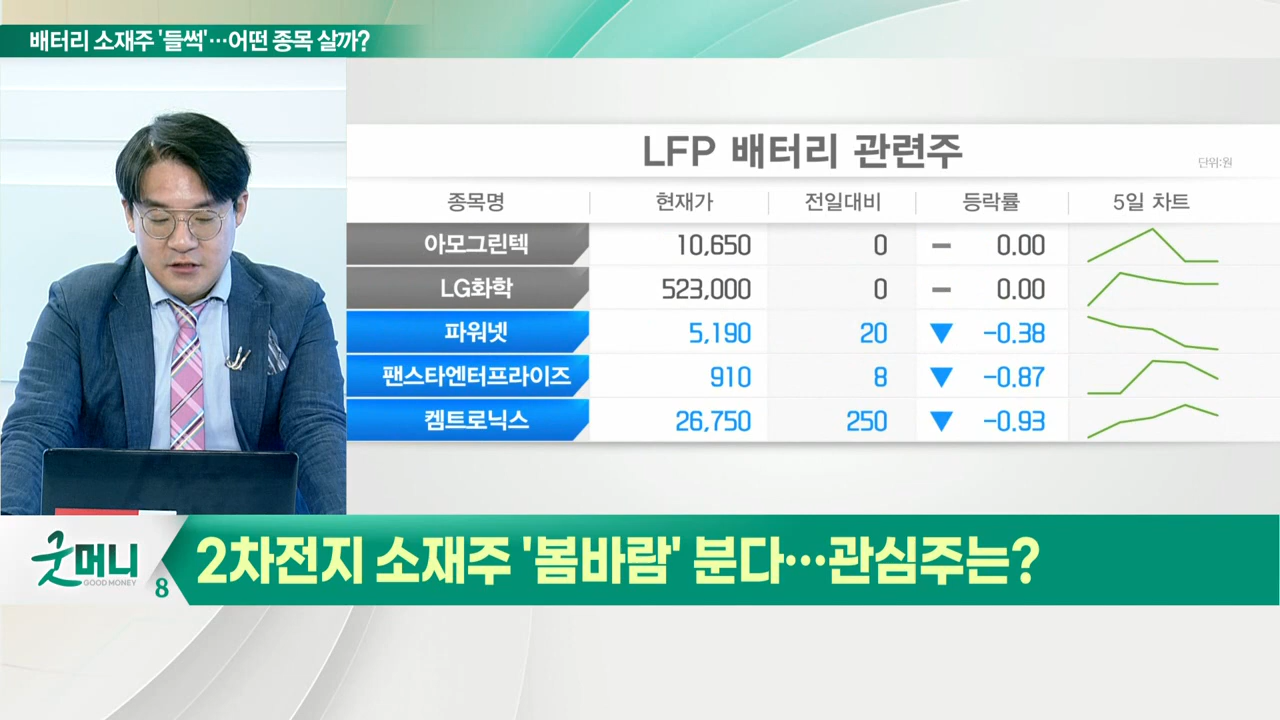 배터리 소재주 '들썩'…어떤 종목 살까?
LFP 배터리 관련주
단위:원
종목명 현재가 전일대비 등락률 5일 차트
아모그린텍 10,650 0 － 0.00
LG화학 523,000 0 － 0.00
파워넷 5,190 20 ▼ -0.38
팬스타엔터프라이즈 910 8 ▼ -0.87
켐트로닉스 26,750 250 ▼ -0.93
굿머니
GOOD MONEY
8
2차전지 소재주 '봄바람' 분다…관심주는?